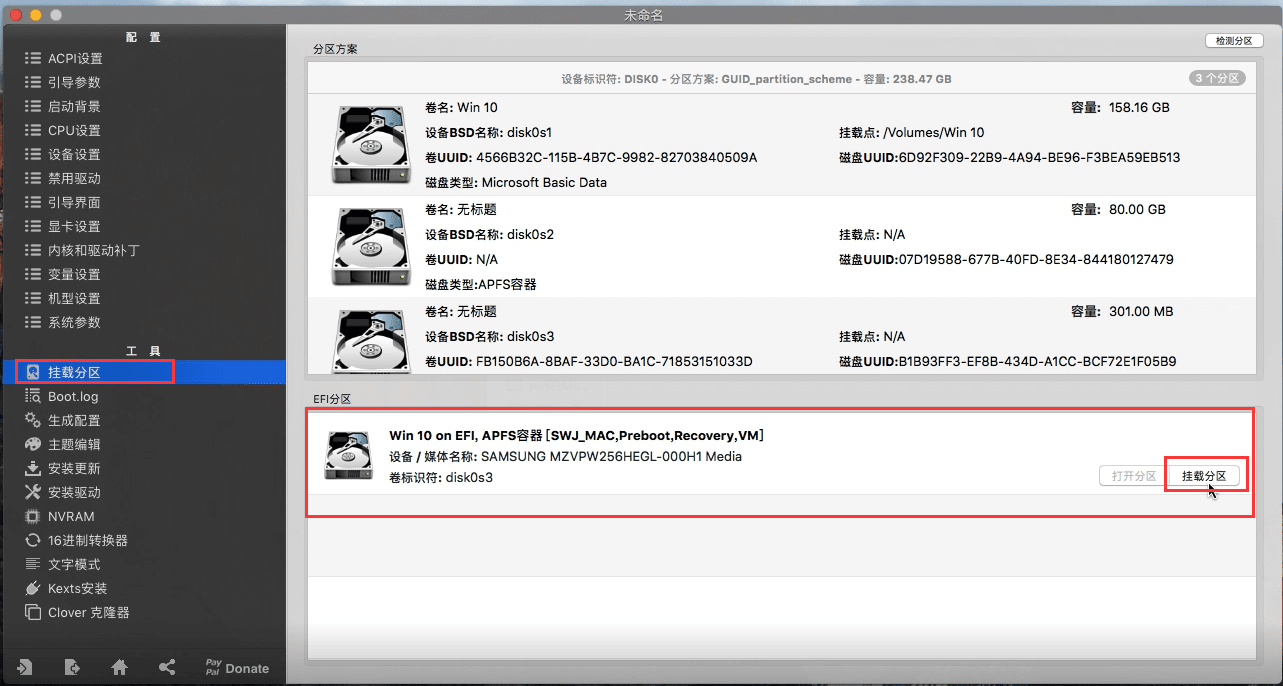 未命名
配 置
ACPI设置
引导参数
启动背景
CPU设置
设备设置
禁用驱动
引导界面
显卡设置
内核和驱动补丁
变量设置
机型设置
系统参数
工 具
挂载分区
Boot.log
生成配置
主题编辑
安装更新
安装驱动
NVRAM
16进制转换器
文字模式
Kexts安装
Clover 克隆器
Pay
Pal Donate
分区方案
检测分区
设备标识符: DISK0 - 分区方案: GUID_partition_scheme - 容量: 238.47 GB
3 个分区
卷名: Win 10 容量: 158.16 GB
设备BSD名称: disk0s1 挂载点: /Volumes/Win 10
卷UUID: 4566B32C-115B-4B7C-9982-82703840509A 磁盘UUID:6D92F309-22B9-4A94-BE96-F3BEA59EB513
磁盘类型: Microsoft Basic Data
卷名: 无标题 容量: 80.00 GB
设备BSD名称: disk0s2 挂载点: N/A
卷UUID: N/A 磁盘UUID:07D19588-677B-40FD-8E34-844180127479
磁盘类型:APFS容器
卷名: 无标题 容量: 301.00 MB
设备BSD名称: disk0s3 挂载点: N/A
卷UUID: FB150B6A-8BAF-33D0-BA1C-71853151033D 磁盘UUID:B1B93FF3-EF8B-434D-A1CC-BCF72E1F05B9
EFI分区
Win 10 on EFI, APFS容器 [SWJ_MAC,Preboot,Recovery,VM]
设备 / 媒体名称: SAMSUNG MZVPW256HEGL-000H1 Media
卷标识符: disk0s3
打开分区 挂载分区